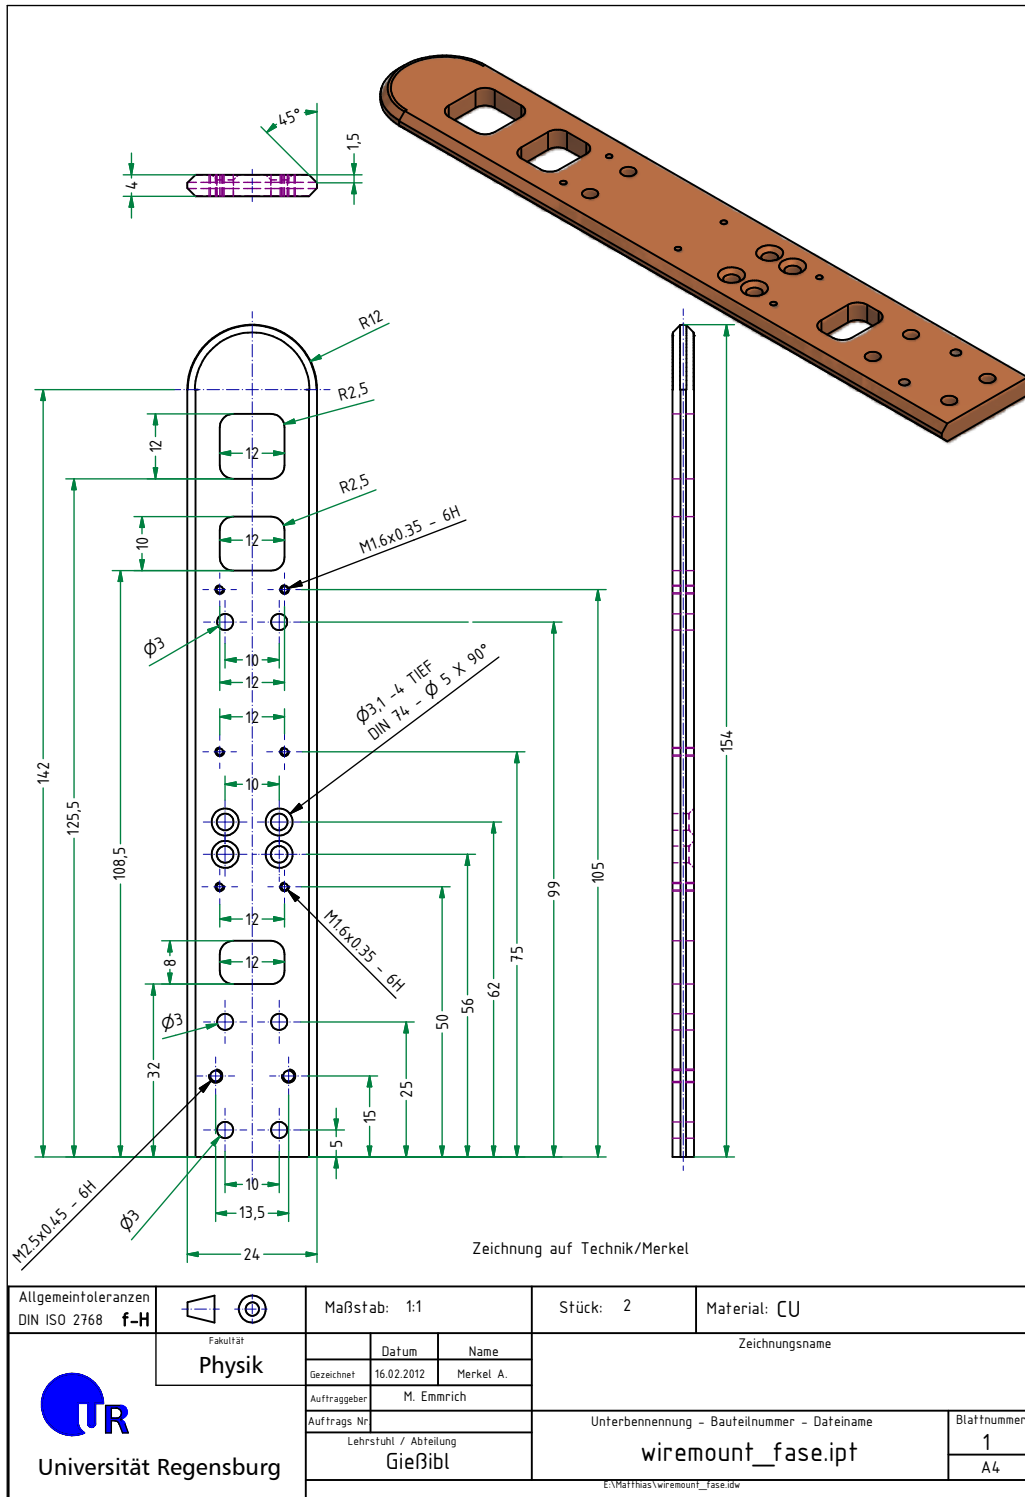 45°
1,5
4
R12
R2,5
12
12
R2,5
10
12
M1.6x0.35 - 6H
Ø3
10
12
12
Ø3,1 -4 TIEF
DIN 74 - Ø 5 X 90°
10
142
125,5
108,5
154
105
99
75
62
56
50
12
M1.6x0.35 - 6H
8
12
Ø3
32
25
15
5
10
13,5
24
M2.5x0.45 - 6H
Ø3
Zeichnung auf Technik/Merkel
Allgemeintoleranzen
DIN ISO 2768 f-H
Maßstab: 1:1
Stück: 2
Material: CU
Fakultät
Physik
Datum Name
Gezeichnet 16.02.2012 Merkel A.
Auftraggeber M. Emmrich
Auftrags Nr
Lehrstuhl / Abteilung
Gießibl
Zeichnungsname
Unterbennennung - Bauteilnummer - Dateiname
wiremount_fase.ipt
Blattnummer
1
A4
E:\Matthias\wiremount_fase.idw
UR
Universität Regensburg